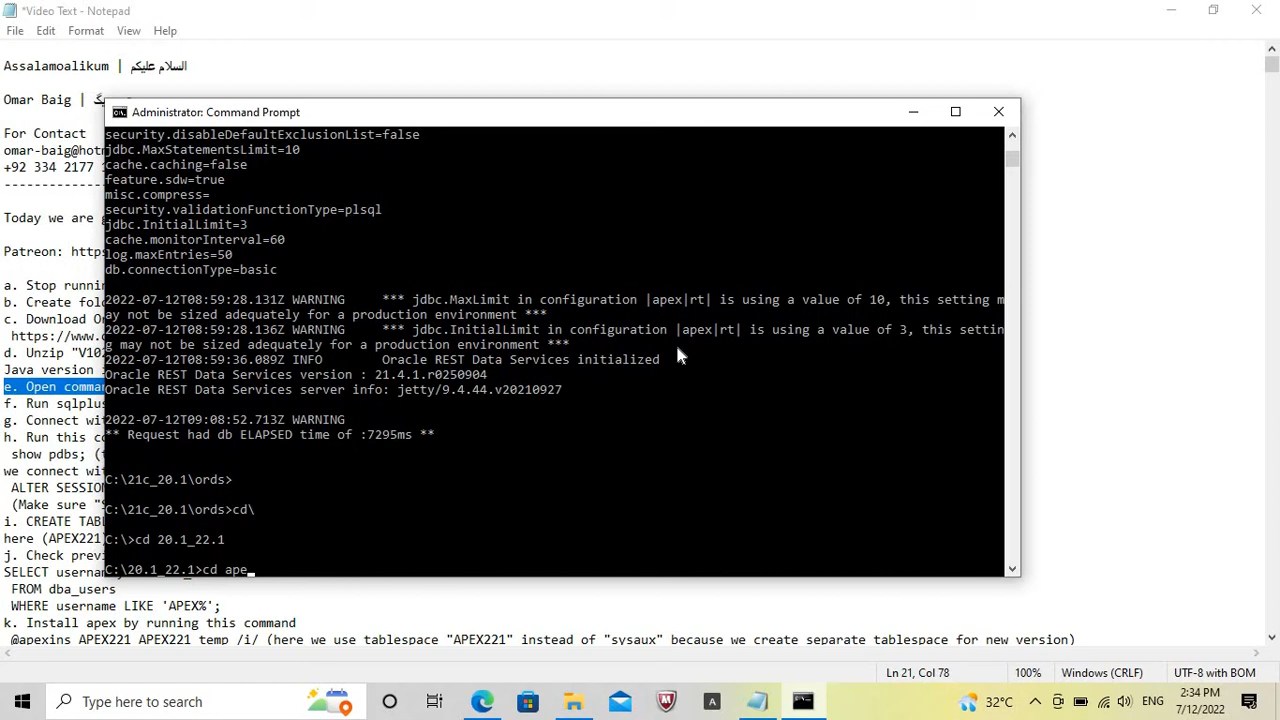 *Video Text - Notepad
File Edit Format View Help
Assalamoalikum | السلام عليكم
Omar Baig |
For Contact
omar-baig@hot
+92 334 2177
Administrator: Command Prompt
security.disableDefaultExclusionList=false
jdbc.MaxStatementsLimit=10
cache.caching=false
feature.sdw=true
misc.compress=
security.validationFunctionType=plsql
jdbc.InitialLimit=3
cache.monitorInterval=60
log.maxEntries=50
db.connectionType=basic
2022-07-12T08:59:28.131Z WARNING *** jdbc.MaxLimit in configuration |apex|rt| is using a value of 10, this setting m
ay not be sized adequately for a production environment ***
2022-07-12T08:59:28.136Z WARNING *** jdbc.InitialLimit in configuration |apex|rt| is using a value of 3, this settin
g may not be sized adequately for a production environment ***
2022-07-12T08:59:36.089Z INFO Oracle REST Data Services initialized
Oracle REST Data Services version : 21.4.1.r0250904
Oracle REST Data Services server info: jetty/9.4.44.v20210927
2022-07-12T09:08:52.713Z WARNING
** Request had db ELAPSED time of :7295ms **
C:\21c_20.1\ords>
C:\21c_20.1\ords>cd\
C:\>cd 20.1_22.1
C:\20.1_22.1>cd ape
Today we are g
Patreon: http
a. Stop runni
b. Create fol
c. Download O
https://www.o
d. Unzip "V10
Java version
e. Open comma
f. Run sqlplus
g. Connect wit
h. Run this co
show pdbs; (
we connect wit
ALTER SESSION
(Make sure "S
i. CREATE TABL
here (APEX221
j. Check previ
SELECT usernam
FROM dba_users
WHERE username LIKE 'APEX%';
k. Install apex by running this command
@apexins APEX221 APEX221 temp /i/ (here we use tablespace "APEX221" instead of "sysaux" because we create separate tablespace for new version)
Ln 21, Col 78 100% Windows (CRLF) UTF-8 with BOM
Type here to search
A
32°C ENG 2:34 PM
7/12/2022